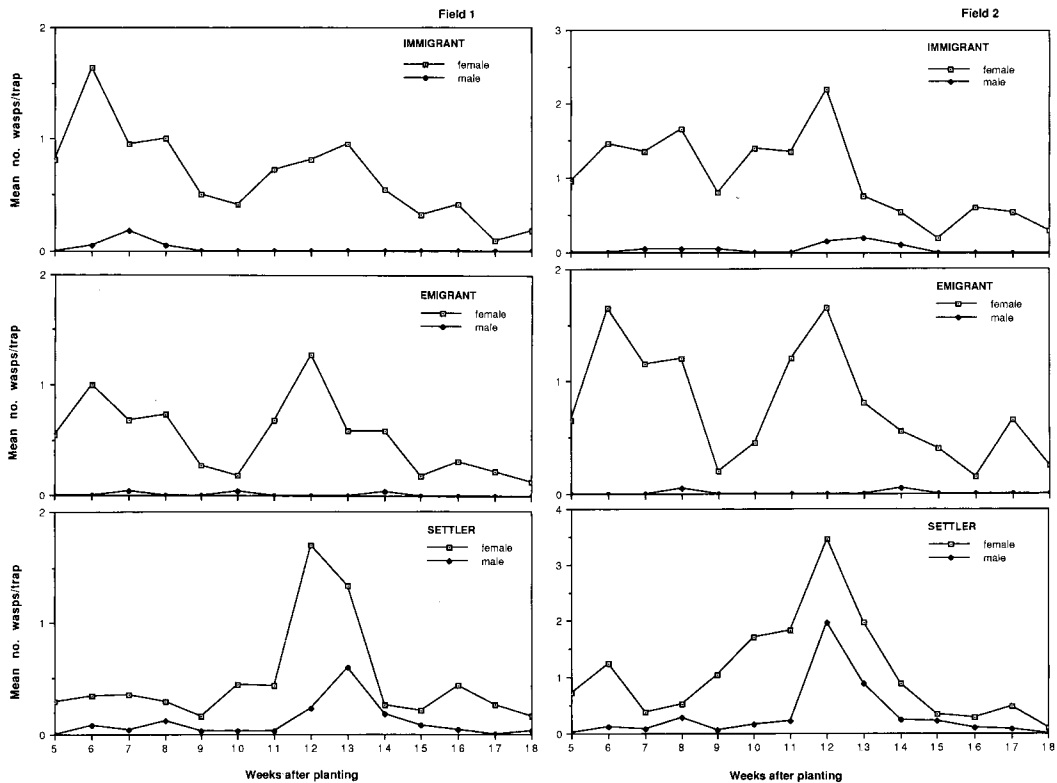 Field 1
Field 2
Mean no. wasps/trap
2
1
0
IMMIGRANT
female
male
3
2
1
0
IMMIGRANT
female
male
Mean no. wasps/trap
2
1
0
EMIGRANT
female
male
2
1
0
EMIGRANT
female
male
Mean no. wasps/trap
2
1
0
SETTLER
female
male
5 6 7 8 9 10 11 12 13 14 15 16 17 18
Weeks after planting
4
3
2
1
0
SETTLER
female
male
5 6 7 8 9 10 11 12 13 14 15 16 17 18
Weeks after planting